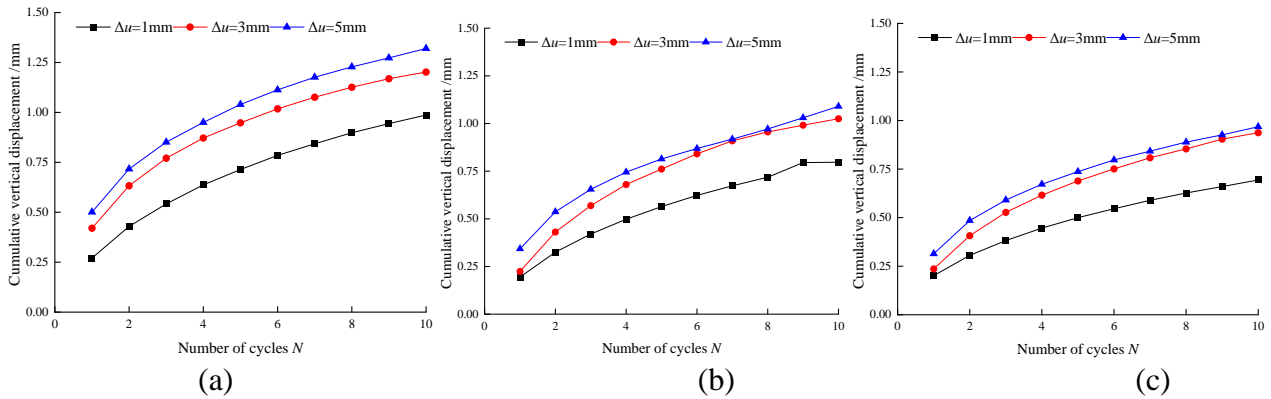 Δu=1mm Δu=3mm Δu=5mm
Cumulative vertical displacement /mm
1.50
1.25
1.00
0.75
0.50
0.25
0.00
0 2 4 6 8 10
Number of cycles N
(a)
Δu=1mm Δu=3mm Δu=5mm
Cumulative vertical displacement /mm
1.50
1.25
1.00
0.75
0.50
0.25
0.00
0 2 4 6 8 10
Number of cycles N
(b)
Δu=1mm Δu=3mm Δu=5mm
Cumulative vertical displacement /mm
1.50
1.25
1.00
0.75
0.50
0.25
0.00
0 2 4 6 8 10
Number of cycles N
(c)